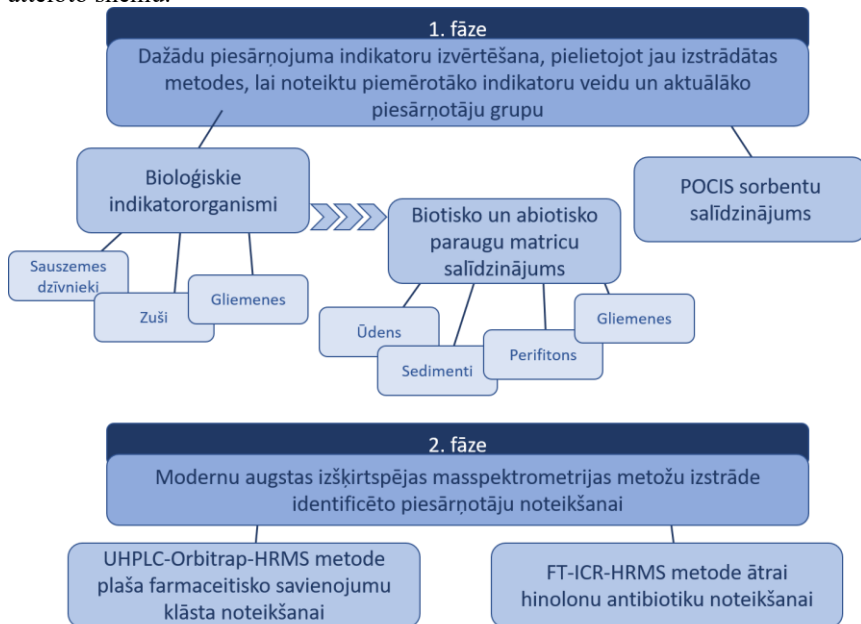 attēloto shēmu.
1. fāze
Dažādu piesārņojuma indikatoru izvērtēšana, pielietojot jau izstrādātas
metodes, lai noteiktu piemērotāko indikatoru veidu un aktuālāko
piesārņotāju grupu
Bioloģiskie
indikatororganismi
POCIS sorbentu
salīdzinājums
Biotisko un abiotisko
paraugu matricu
salīdzinājums
Sauszemes
dzīvnieki
Zuši
Gliemenes
Ūdens
Sedimenti
Perifitons
Gliemenes
2. fāze
Modernu augstas izšķirtspējas masspektrometrijas metožu izstrāde
identificēto piesārņotāju noteikšanai
UHPLC-Orbitrap-HRMS metode
plaša farmaceitisko savienojumu
klāsta noteikšanai
FT-ICR-HRMS metode ātrai
hinolonu antibiotiku noteikšanai